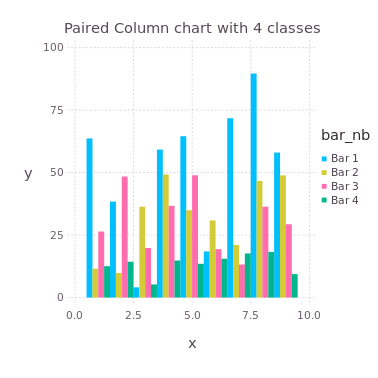 Paired Column chart with 4 classes
100
75
50
25
0
y
0.0 2.5 5.0 7.5 10.0
x
bar_nb
Bar 1
Bar 2
Bar 3
Bar 4